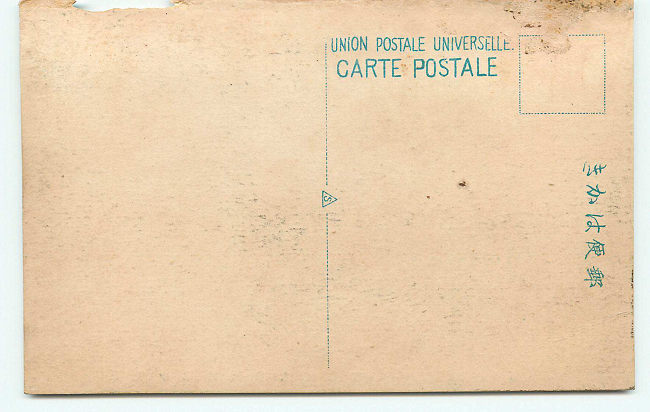 UNION POSTALE UNIVERSELLE.
CARTE POSTALE
郵便はかき
S